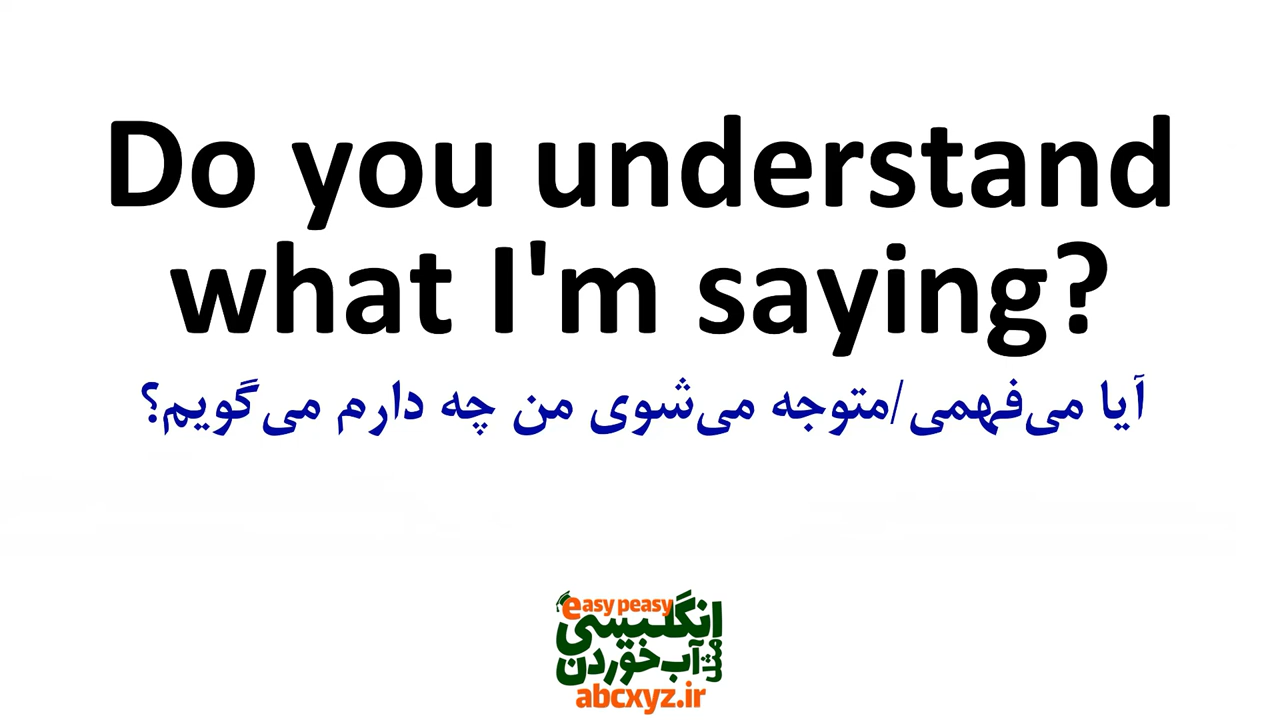 Do you understand
what I'm saying?
آیا می‌فهمی/متوجه می‌شوی من چه دارم می‌گویم؟
easy peasy
انگلیسی
مثل آب خوردن
abcxyz.ir